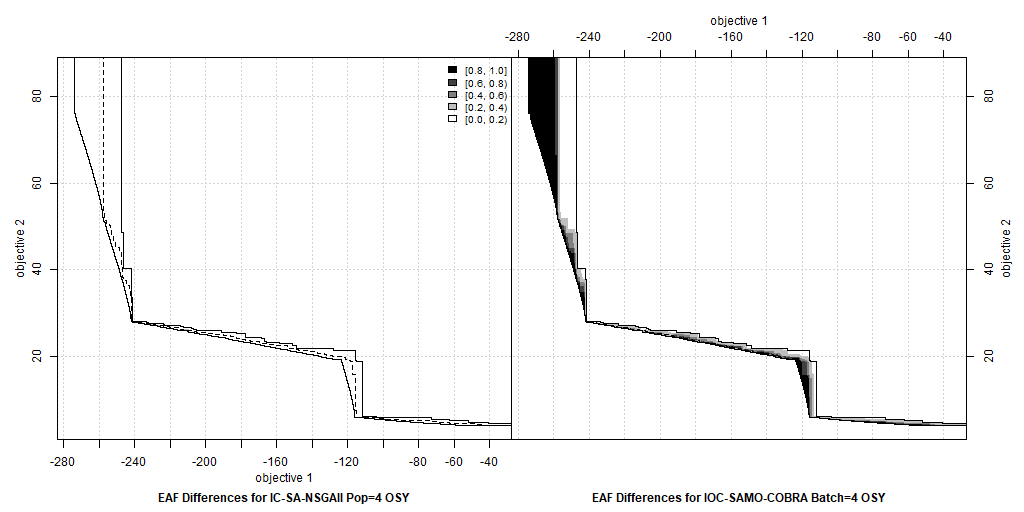 objective 1
-280 -240 -200 -160 -120 -80 -60 -40
[0.8, 1.0]
[0.6, 0.8)
[0.4, 0.6)
[0.2, 0.4)
[0.0, 0.2)
objective 2
80
60
40
20
80
60
40
20
objective 2
-280 -240 -200 -160 -120 -80 -60 -40
objective 1
EAF Differences for IC-SA-NSGAII Pop=4 OSY
EAF Differences for IOC-SAMO-COBRA Batch=4 OSY